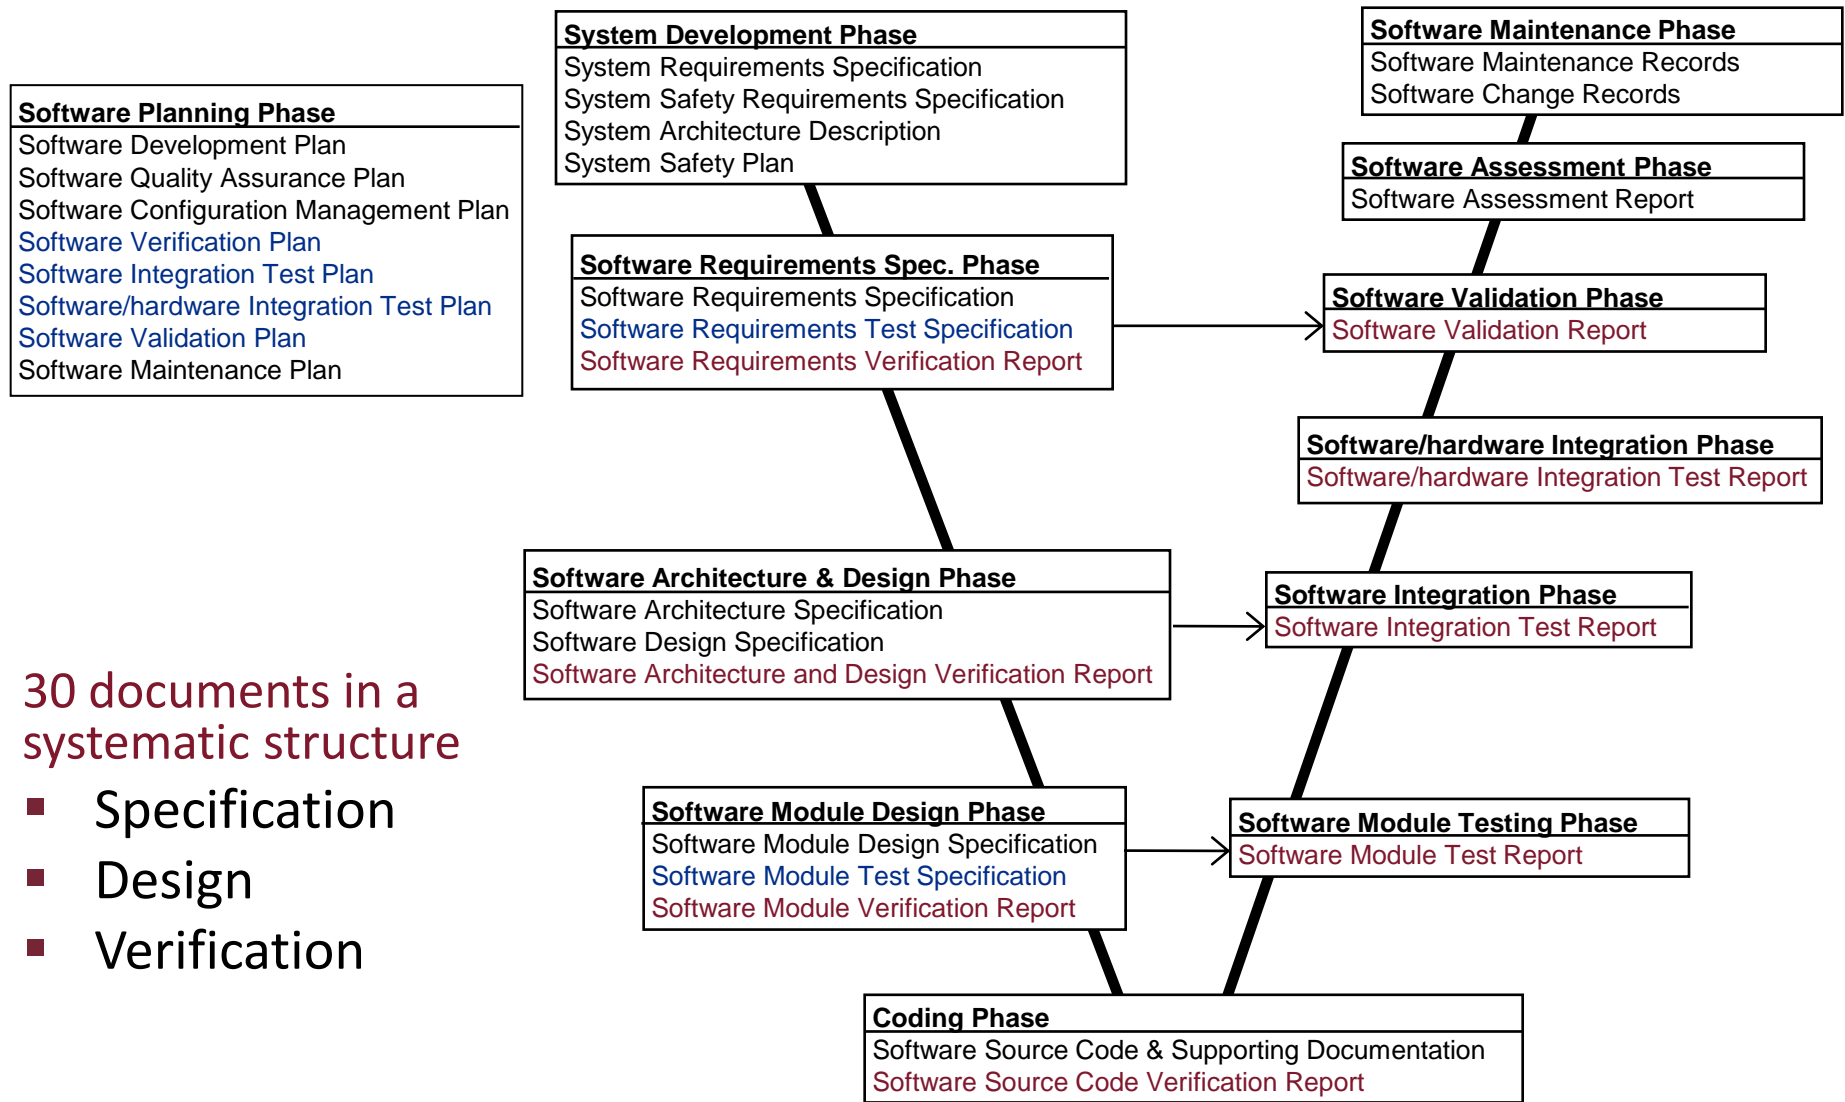 Software Planning Phase
Software Development Plan
Software Quality Assurance Plan
Software Configuration Management Plan
Software Verification Plan
Software Integration Test Plan
Software/hardware Integration Test Plan
Software Validation Plan
Software Maintenance Plan
System Development Phase
System Requirements Specification
System Safety Requirements Specification
System Architecture Description
System Safety Plan
Software Requirements Spec. Phase
Software Requirements Specification
Software Requirements Test Specification
Software Requirements Verification Report
Software Architecture & Design Phase
Software Architecture Specification
Software Design Specification
Software Architecture and Design Verification Report
Software Module Design Phase
Software Module Design Specification
Software Module Test Specification
Software Module Verification Report
Coding Phase
Software Source Code & Supporting Documentation
Software Source Code Verification Report
Software Maintenance Phase
Software Maintenance Records
Software Change Records
Software Assessment Phase
Software Assessment Report
Software Validation Phase
Software Validation Report
Software/hardware Integration Phase
Software/hardware Integration Test Report
Software Integration Phase
Software Integration Test Report
Software Module Testing Phase
Software Module Test Report
30 documents in a
systematic structure
▪ Specification
▪ Design
▪ Verification